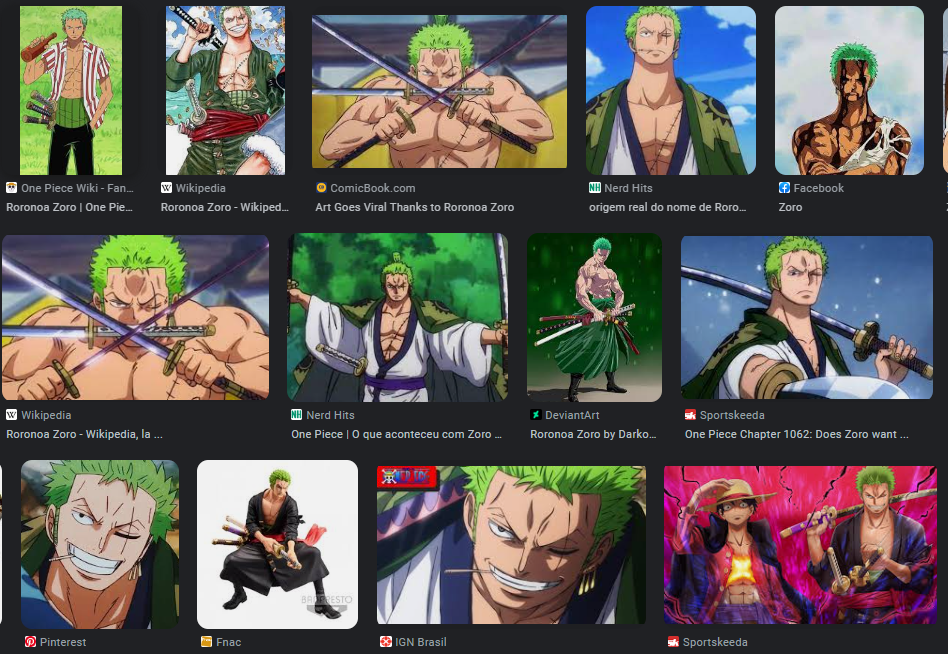 One Piece Wiki - Fan...
Roronoa Zoro | One Pie...
Wikipedia
Roronoa Zoro - Wikiped...
ComicBook.com
Art Goes Viral Thanks to Roronoa Zoro
NH Nerd Hits
origem real do nome de Roro...
Facebook
Zoro
W Wikipedia
Roronoa Zoro - Wikipedia, la ...
NH Nerd Hits
One Piece | O que aconteceu com Zoro ...
DeviantArt
Roronoa Zoro by Darko...
Sportskeeda
One Piece Chapter 1062: Does Zoro want ...
Pinterest
BANPRESTO
Fnac
IGN Brasil
Sportskeeda